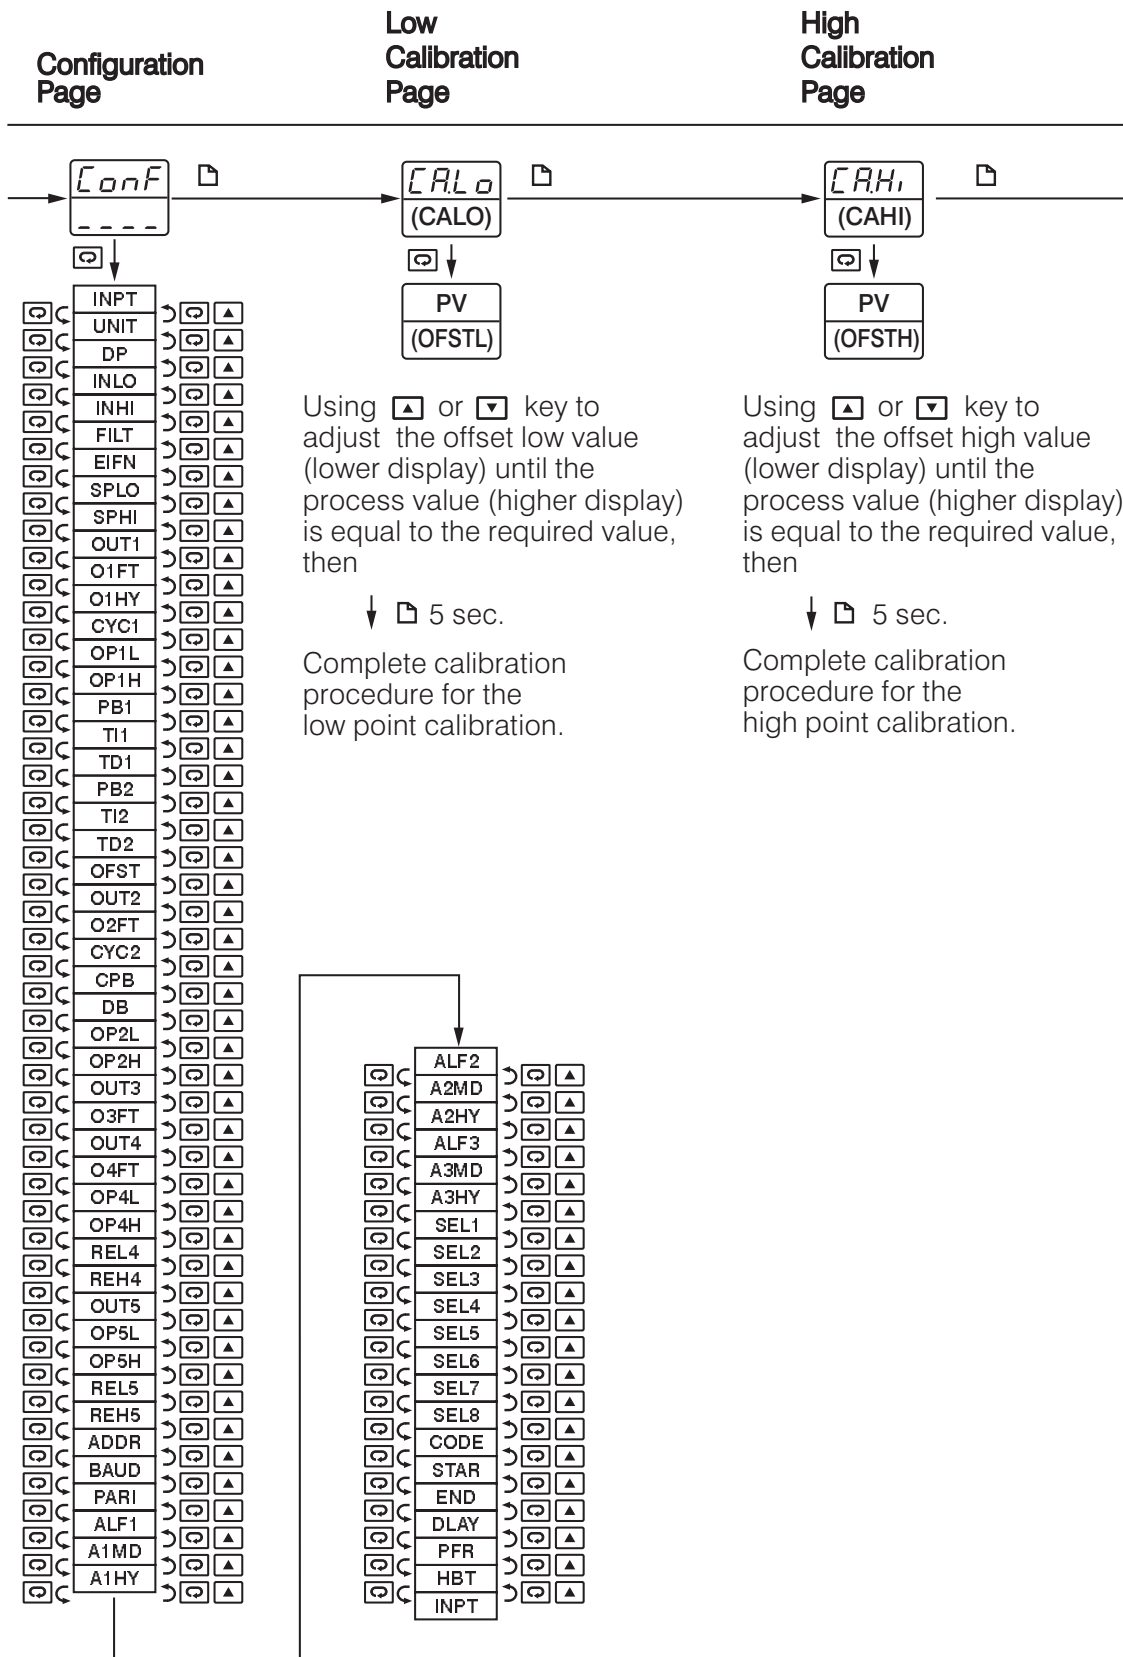 Configuration
Page
Low
Calibration
Page
High
Calibration
Page
ConF
- - - -
CA.Lo
(CALO)
CA.Hi
(CAHI)
PV
(OFSTL)
PV
(OFSTH)
INPT
UNIT
DP
INLO
INHI
FILT
EIFN
SPLO
SPHI
OUT1
O1FT
O1HY
CYC1
OP1L
OP1H
PB1
TI1
TD1
PB2
TI2
TD2
OFST
OUT2
O2FT
CYC2
CPB
DB
OP2L
OP2H
OUT3
O3FT
OUT4
O4FT
OP4L
OP4H
REL4
REH4
OUT5
OP5L
OP5H
REL5
REH5
ADDR
BAUD
PARI
ALF1
A1MD
A1HY
Using or key to
adjust the offset low value
(lower display) until the
process value (higher display)
is equal to the required value,
then
5 sec.
Complete calibration
procedure for the
low point calibration.
Using or key to
adjust the offset high value
(lower display) until the
process value (higher display)
is equal to the required value,
then
5 sec.
Complete calibration
procedure for the
high point calibration.
ALF2
A2MD
A2HY
ALF3
A3MD
A3HY
SEL1
SEL2
SEL3
SEL4
SEL5
SEL6
SEL7
SEL8
CODE
STAR
END
DLAY
PFR
HBT
INPT